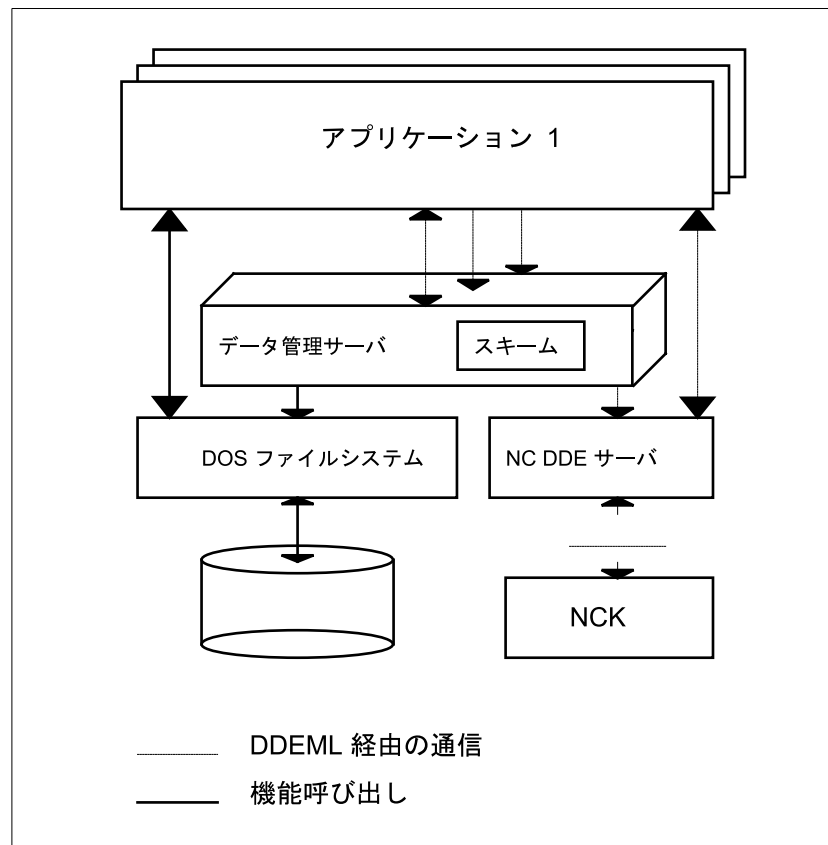 アプリケーション 1
データ管理サーバ
スキーム
DOS ファイルシステム
NC DDE サーバ
NCK
DDEML 経由の通信
機能呼び出し